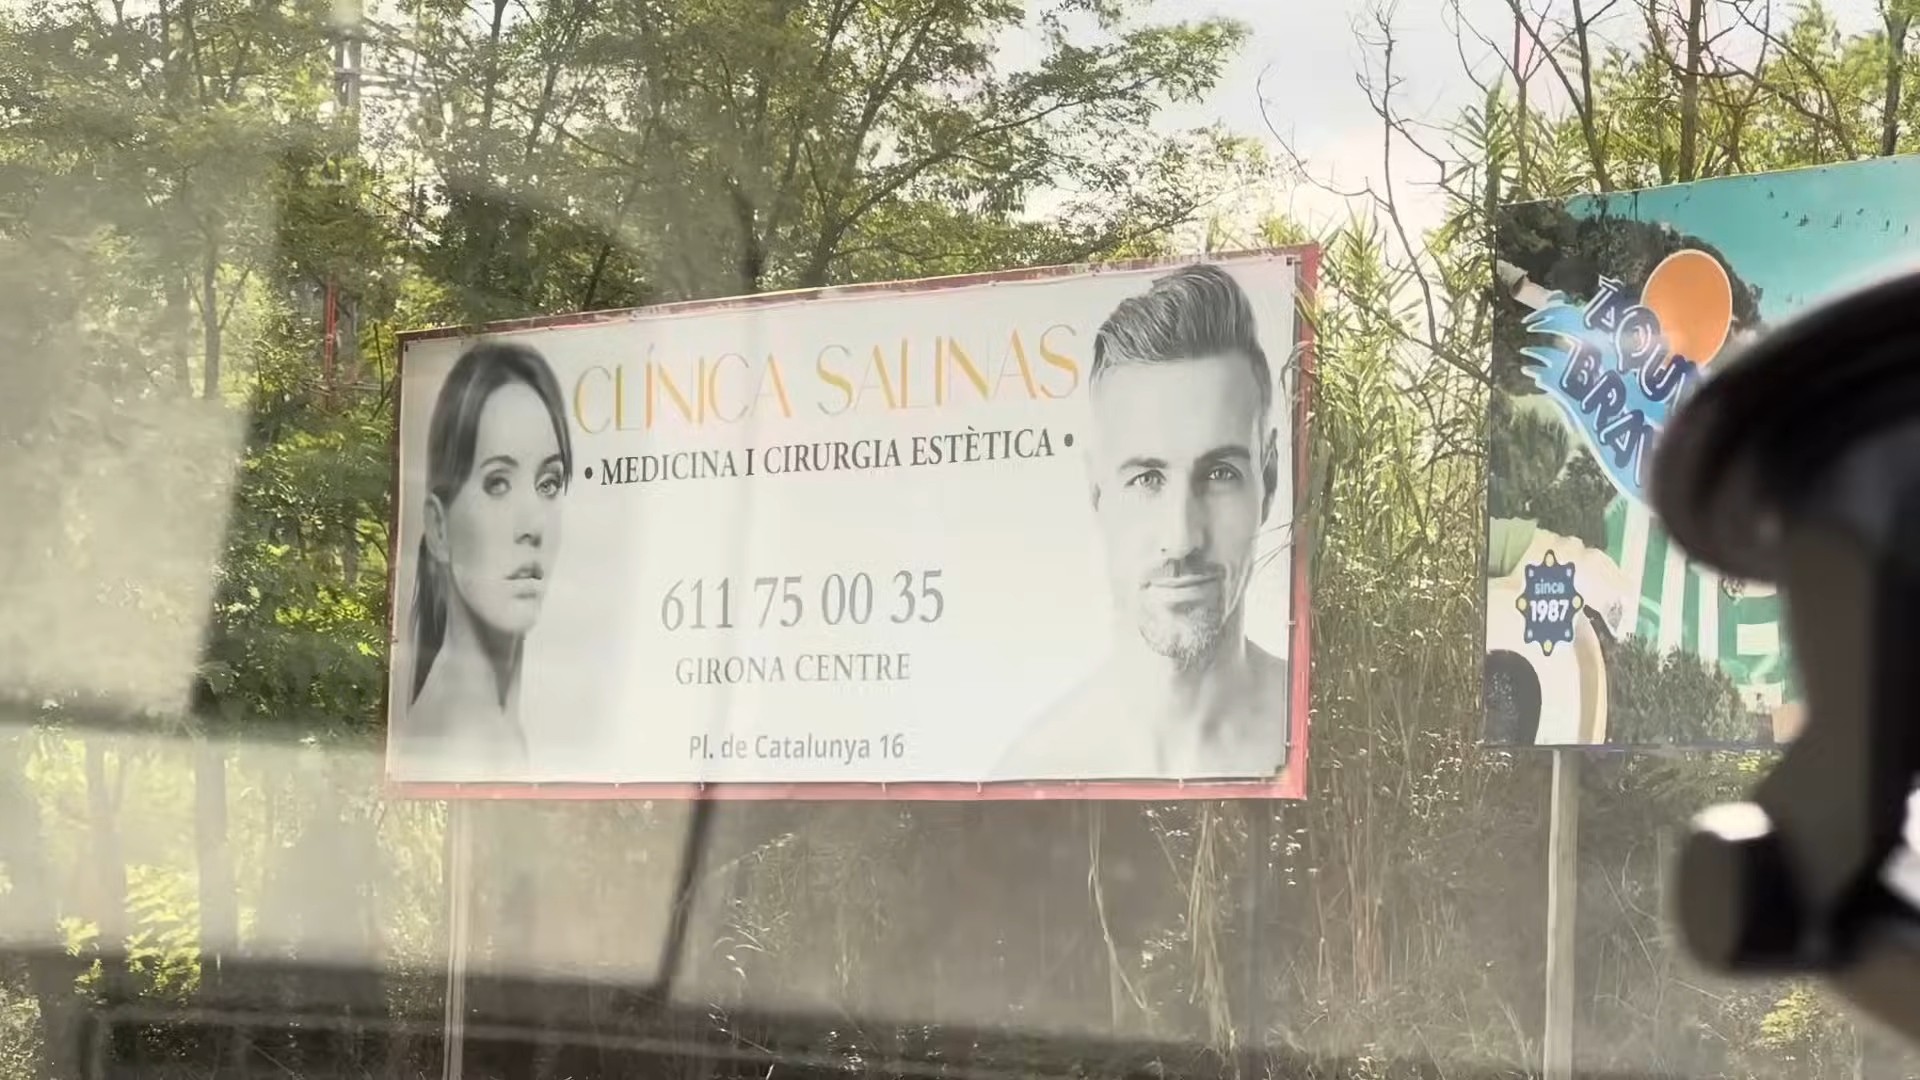 CLÍNICA SALINAS
• MEDICINA I CIRURGIA ESTÈTICA •
611 75 00 35
GIRONA CENTRE
Pl. de Catalunya 16
since
1987